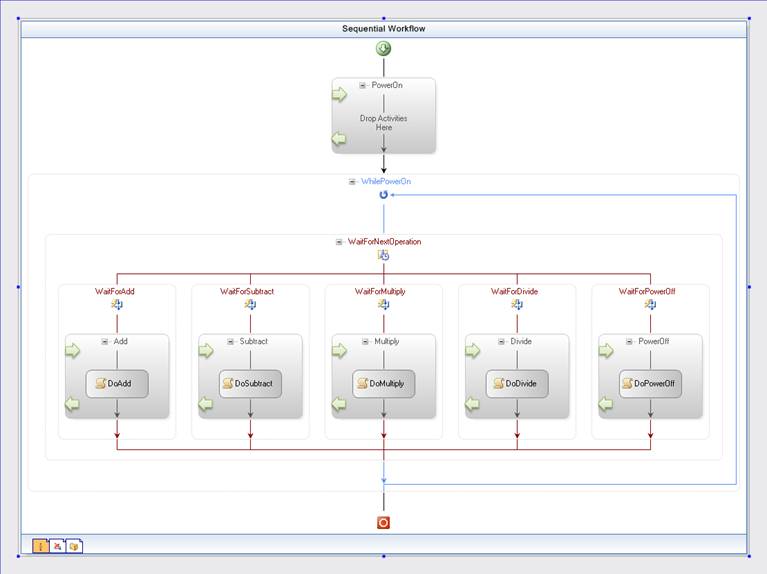 Sequential Workflow
PowerOn
Drop Activities
Here
WhilePowerOn
WaitForNextOperation
WaitForAdd
WaitForSubtract
WaitForMultiply
WaitForDivide
WaitForPowerOff
Add
Subtract
Multiply
Divide
PowerOff
DoAdd
DoSubtract
DoMultiply
DoDivide
DoPowerOff